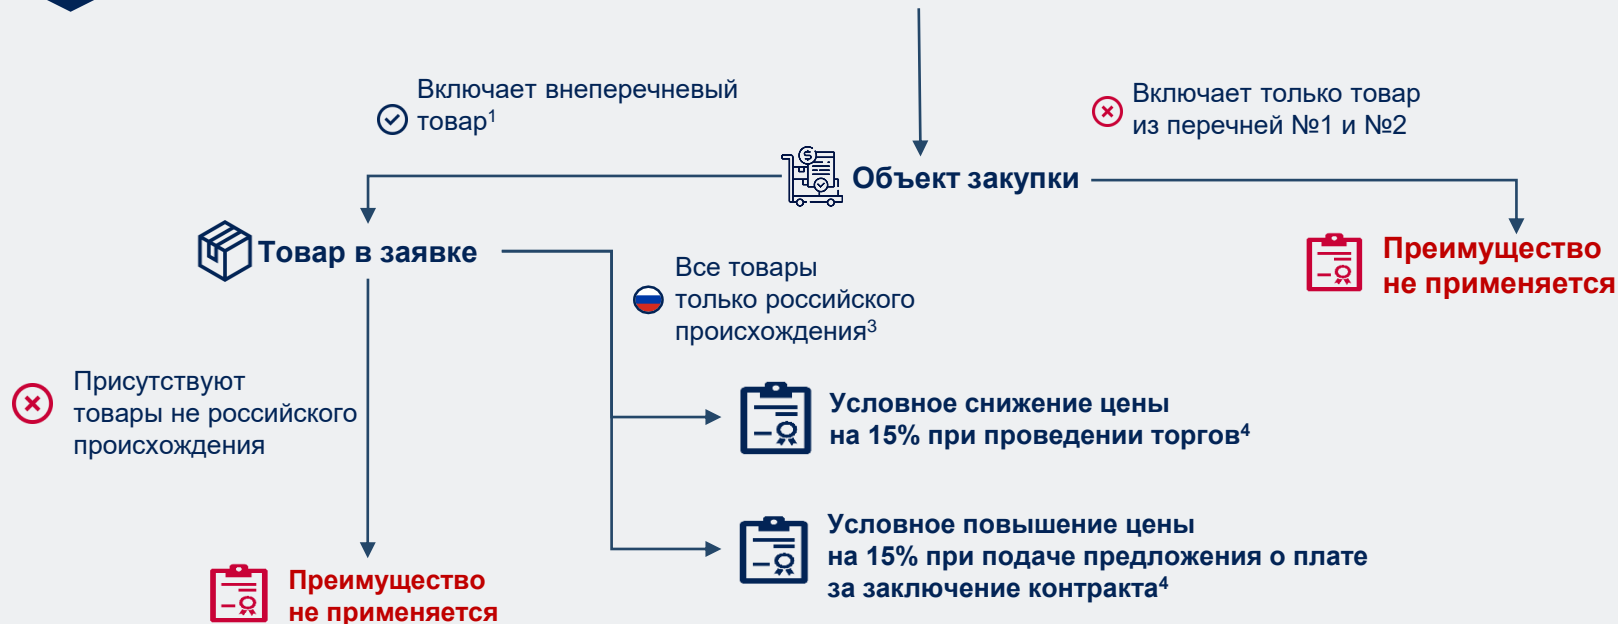 Включает внеперечневый
товар¹
Включает только товар
из перечней №1 и №2
Объект закупки
Товар в заявке
Преимущество
не применяется
Все товары
только российского
происхождения³
Присутствуют
товары не российского
происхождения
Условное снижение цены
на 15% при проведении торгов⁴
Условное повышение цены
на 15% при подаче предложения о плате
за заключение контракта⁴
Преимущество
не применяется